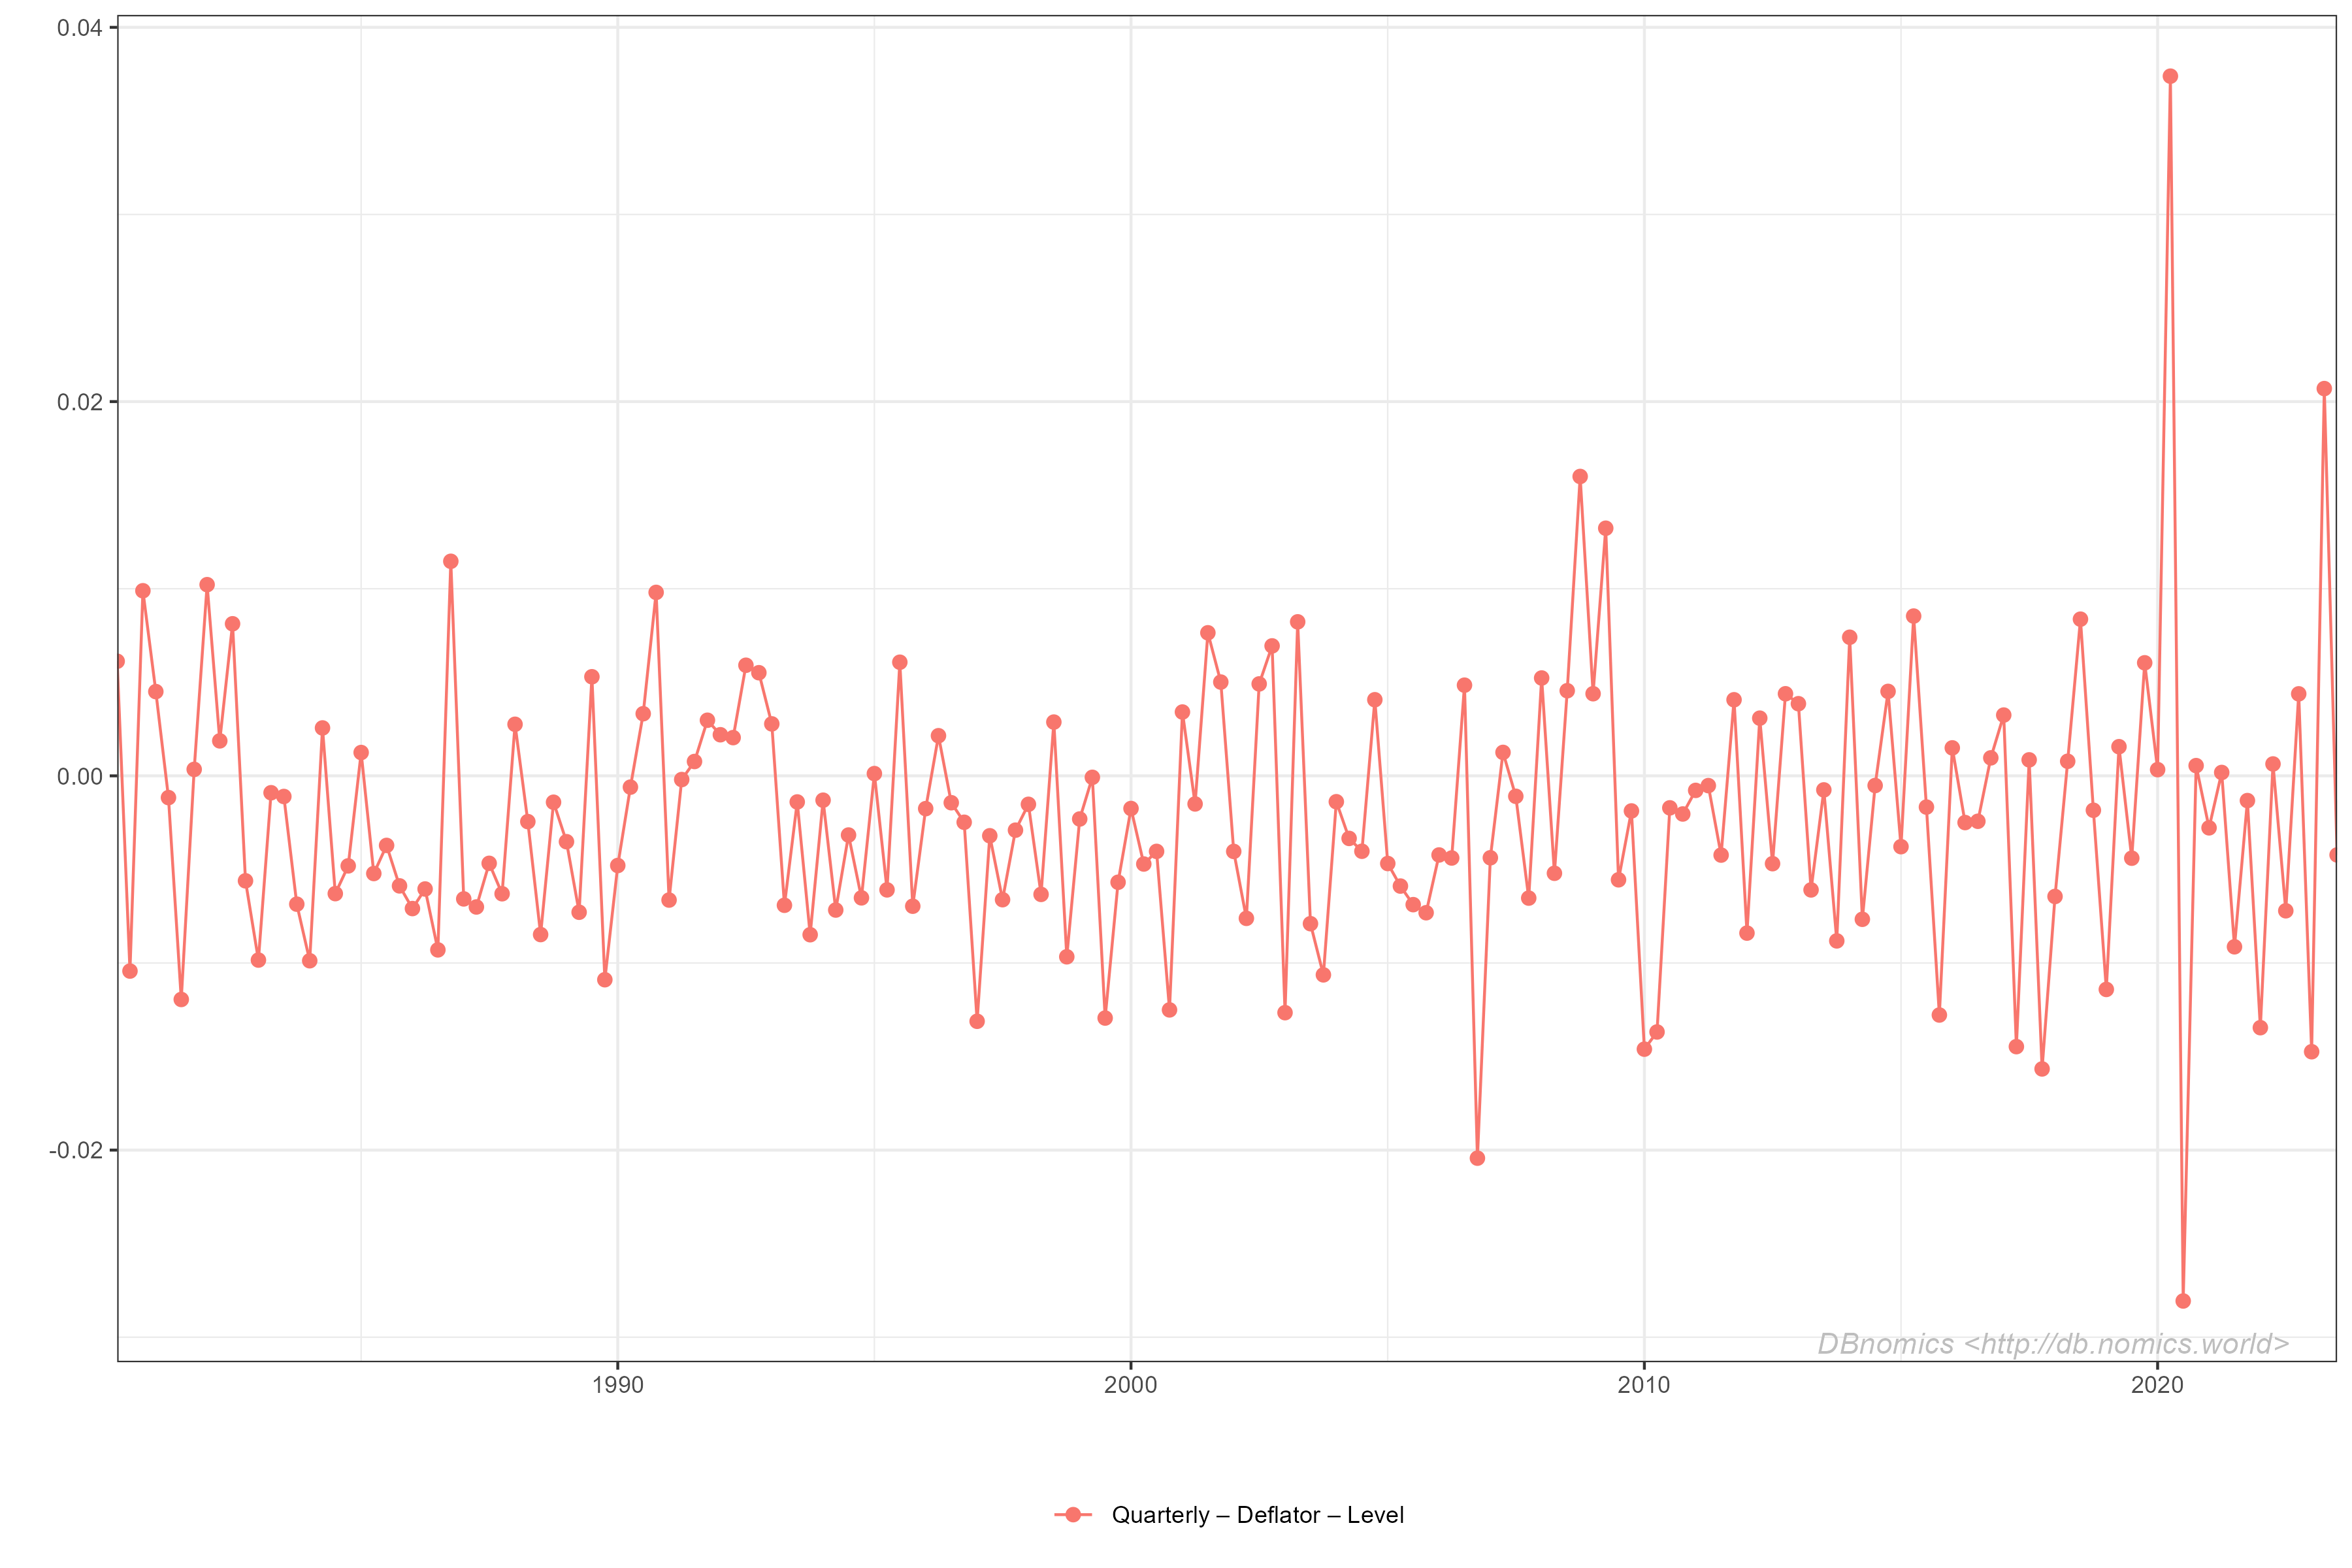 0.04
0.02
0.00
-0.02
DBnomics <http://db.nomics.world>
1990 2000 2010 2020
Quarterly – Deflator – Level